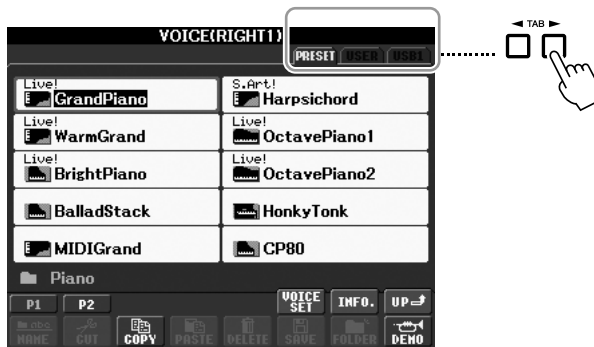 VOICE(RIGHT1)
PRESET USER USB1
◄ TAB ►
Live!
GrandPiano
S.Art!
Harpsichord
Live!
WarmGrand
Live!
OctavePiano1
Live!
BrightPiano
Live!
OctavePiano2
BalladStack
HonkyTonk
MIDIGrand
CP80
Piano
P1 P2 VOICE SET INFO. UP
NAME CUT COPY PASTE DELETE SAVE FOLDER DEMO